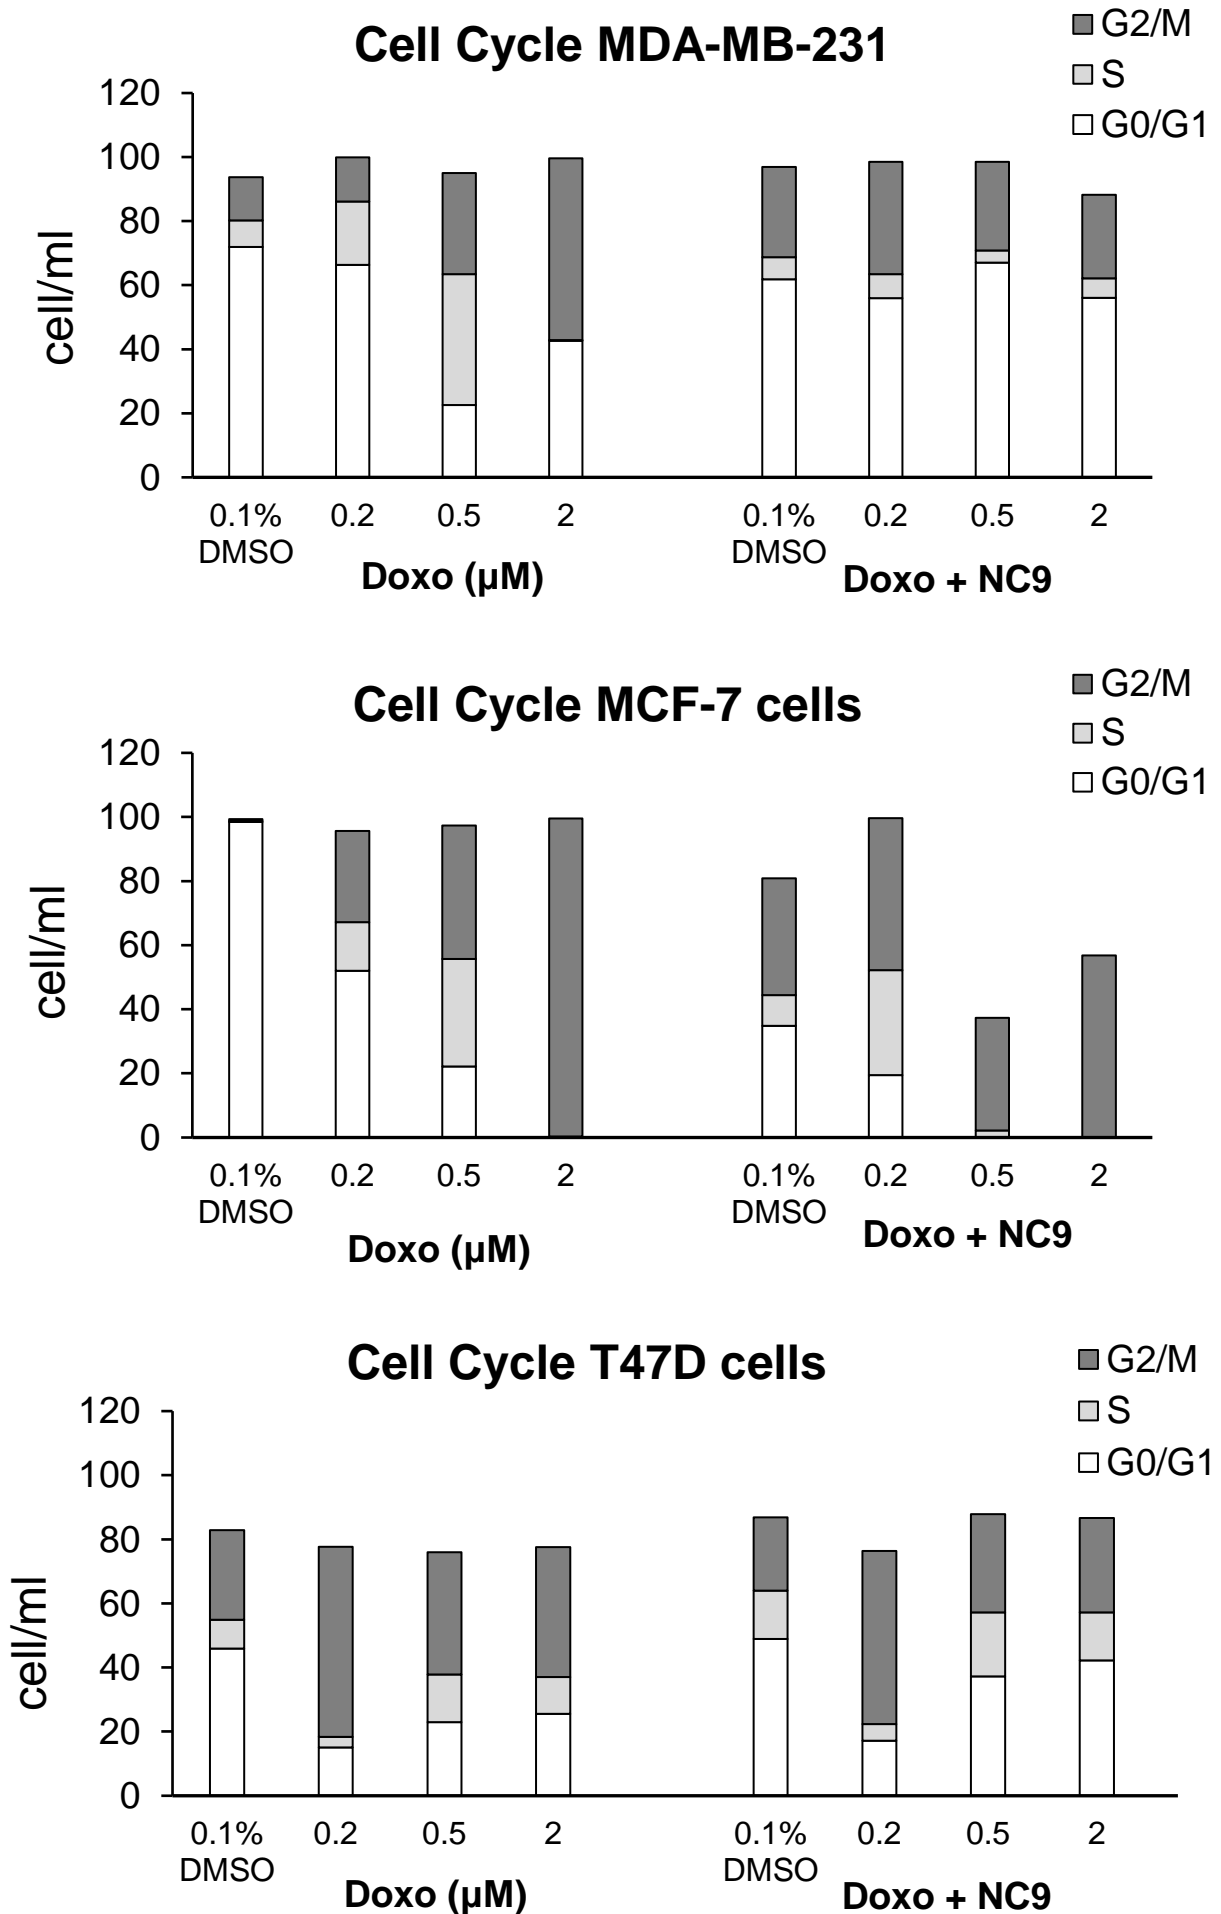 Cell Cycle MDA-MB-231
G2/M
S
G0/G1
120
100
80
60
40
20
0
cell/ml
0.1% DMSO
0.2
0.5
2
0.1% DMSO
0.2
0.5
2
Doxo (µM)
Doxo + NC9
Cell Cycle MCF-7 cells
G2/M
S
G0/G1
120
100
80
60
40
20
0
cell/ml
0.1% DMSO
0.2
0.5
2
0.1% DMSO
0.2
0.5
2
Doxo (µM)
Doxo + NC9
Cell Cycle T47D cells
G2/M
S
G0/G1
120
100
80
60
40
20
0
cell/ml
0.1% DMSO
0.2
0.5
2
0.1% DMSO
0.2
0.5
2
Doxo (µM)
Doxo + NC9